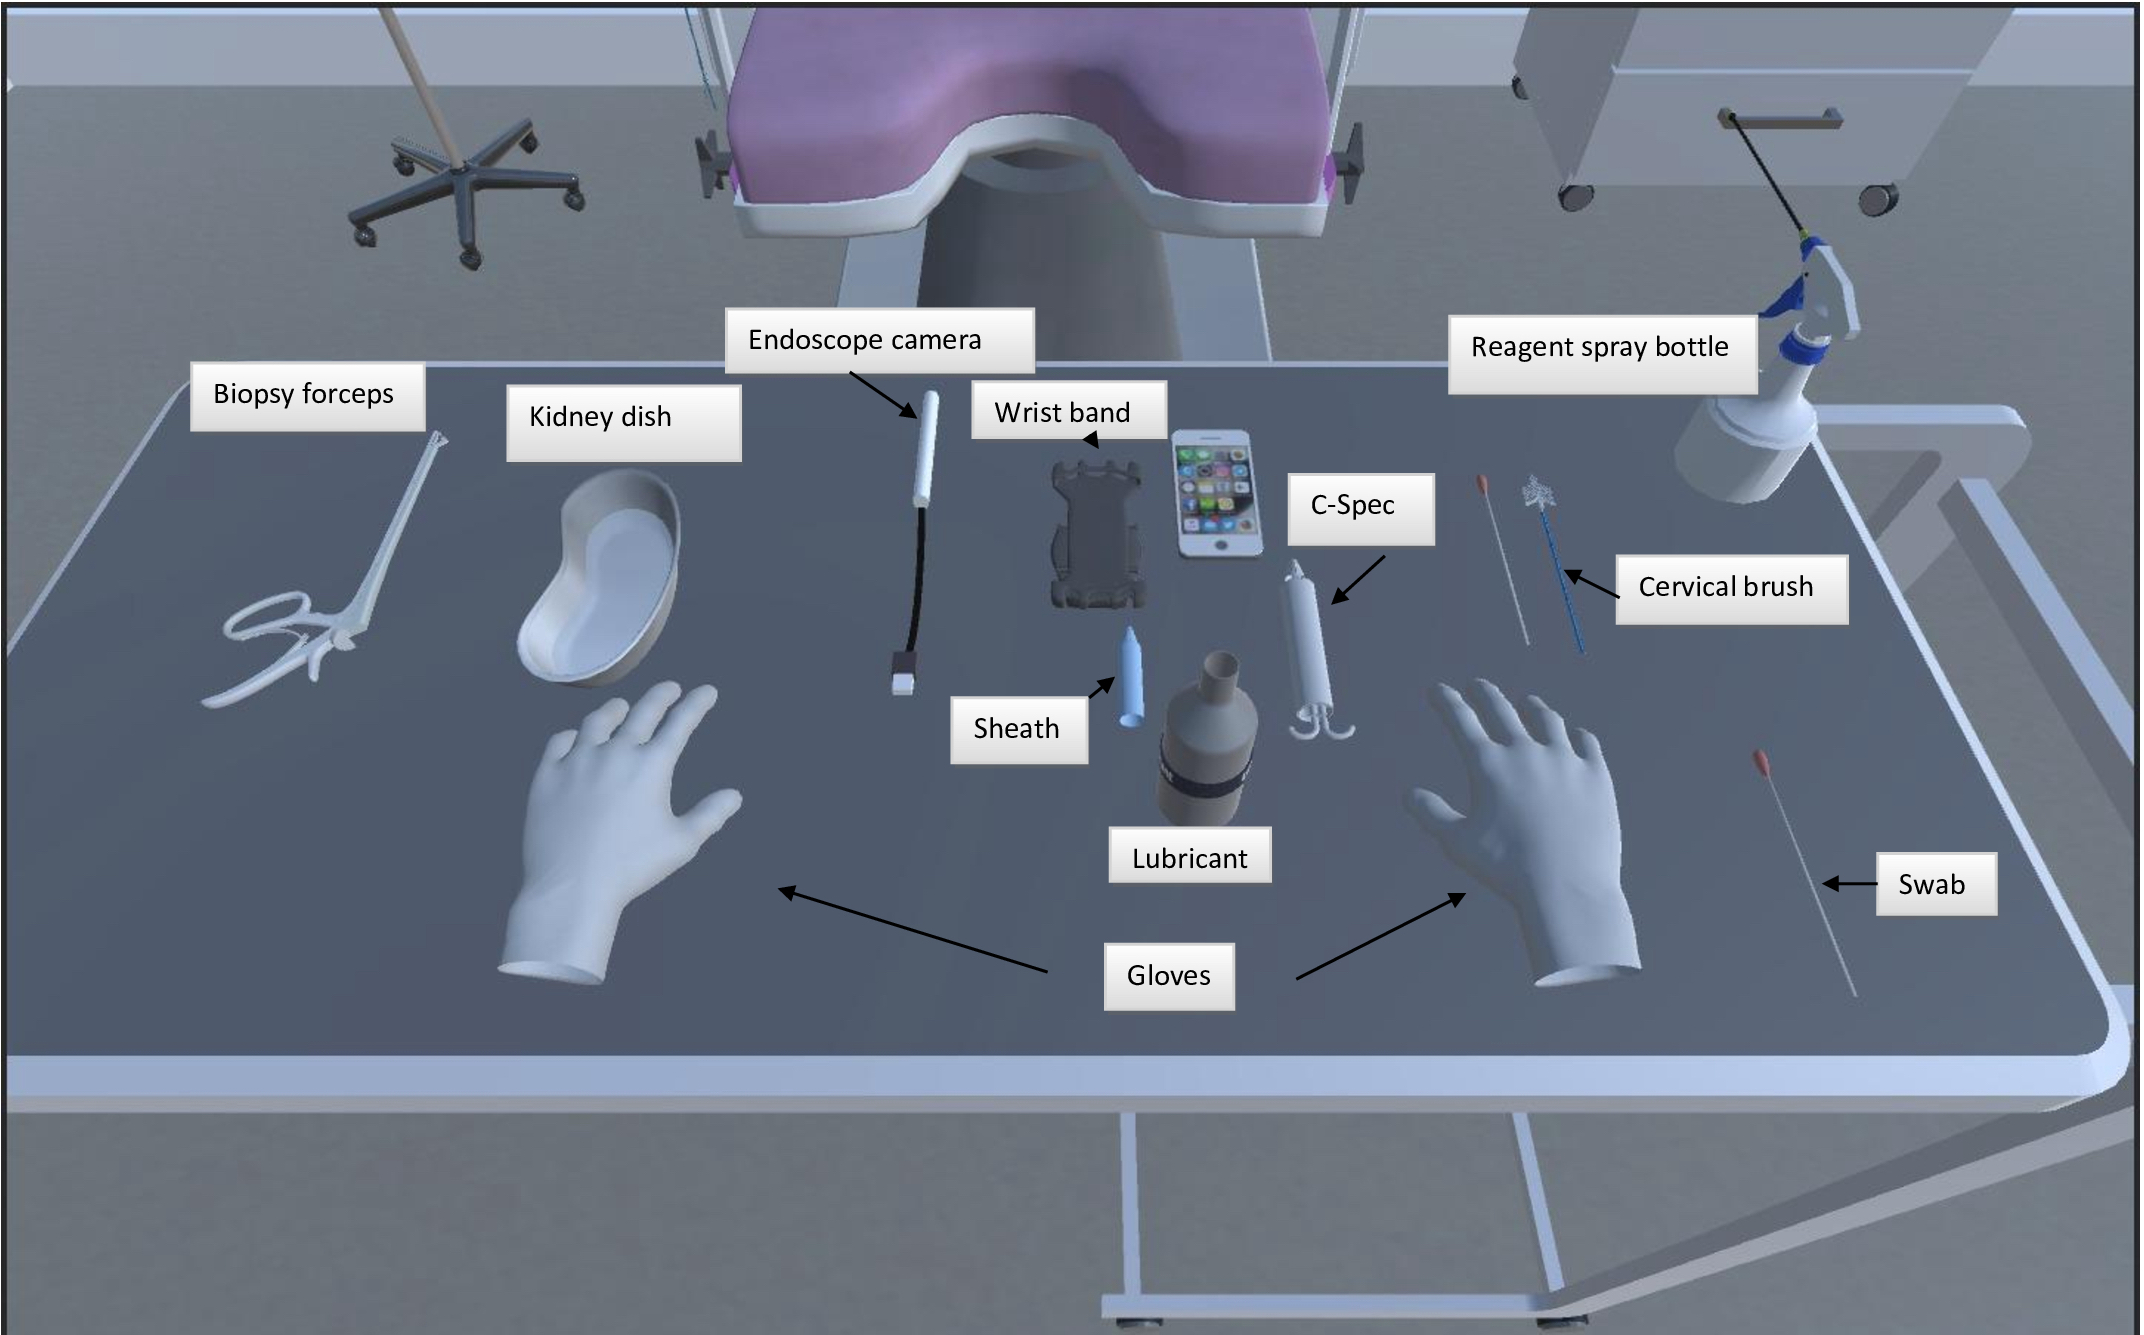 Endoscope camera
Reagent spray bottle
Biopsy forceps
Kidney dish
Wrist band
C-Spec
Cervical brush
Sheath
Lubricant
Swab
Gloves